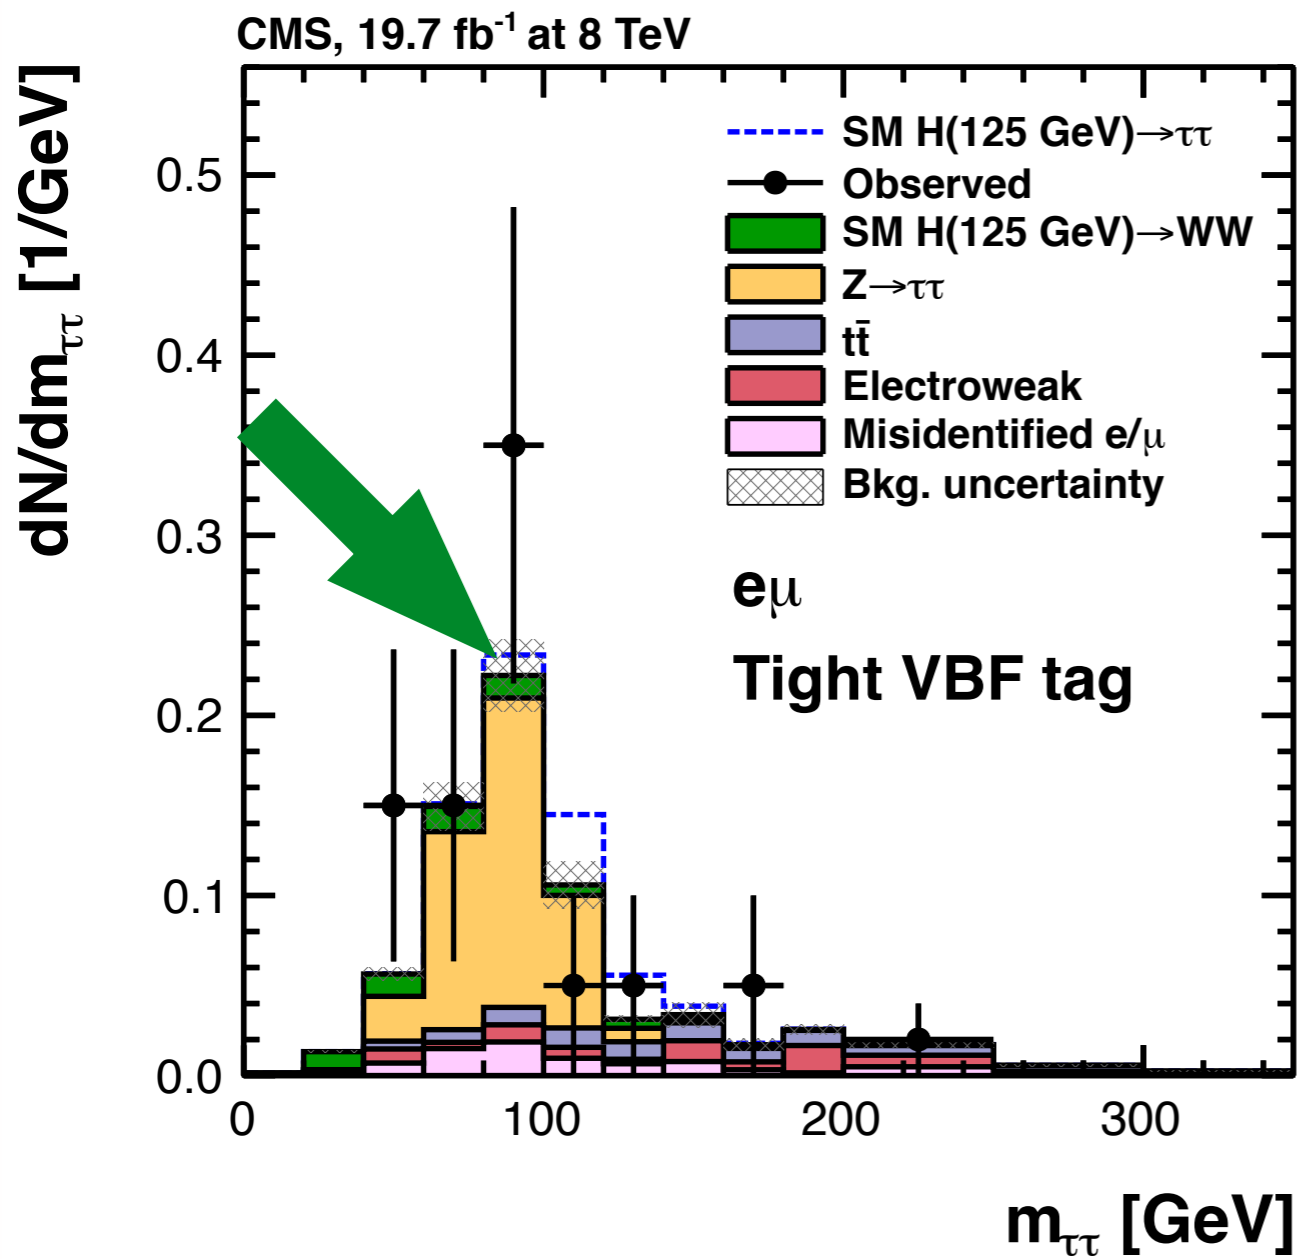 CMS, 19.7 fb⁻¹ at 8 TeV
dN/dm_ττ [1/GeV]
0.5
0.4
0.3
0.2
0.1
0.0
SM H(125 GeV)→ττ
Observed
SM H(125 GeV)→WW
Z→ττ
tt̄
Electroweak
Misidentified e/μ
Bkg. uncertainty
eμ
Tight VBF tag
0 100 200 300
m_ττ [GeV]